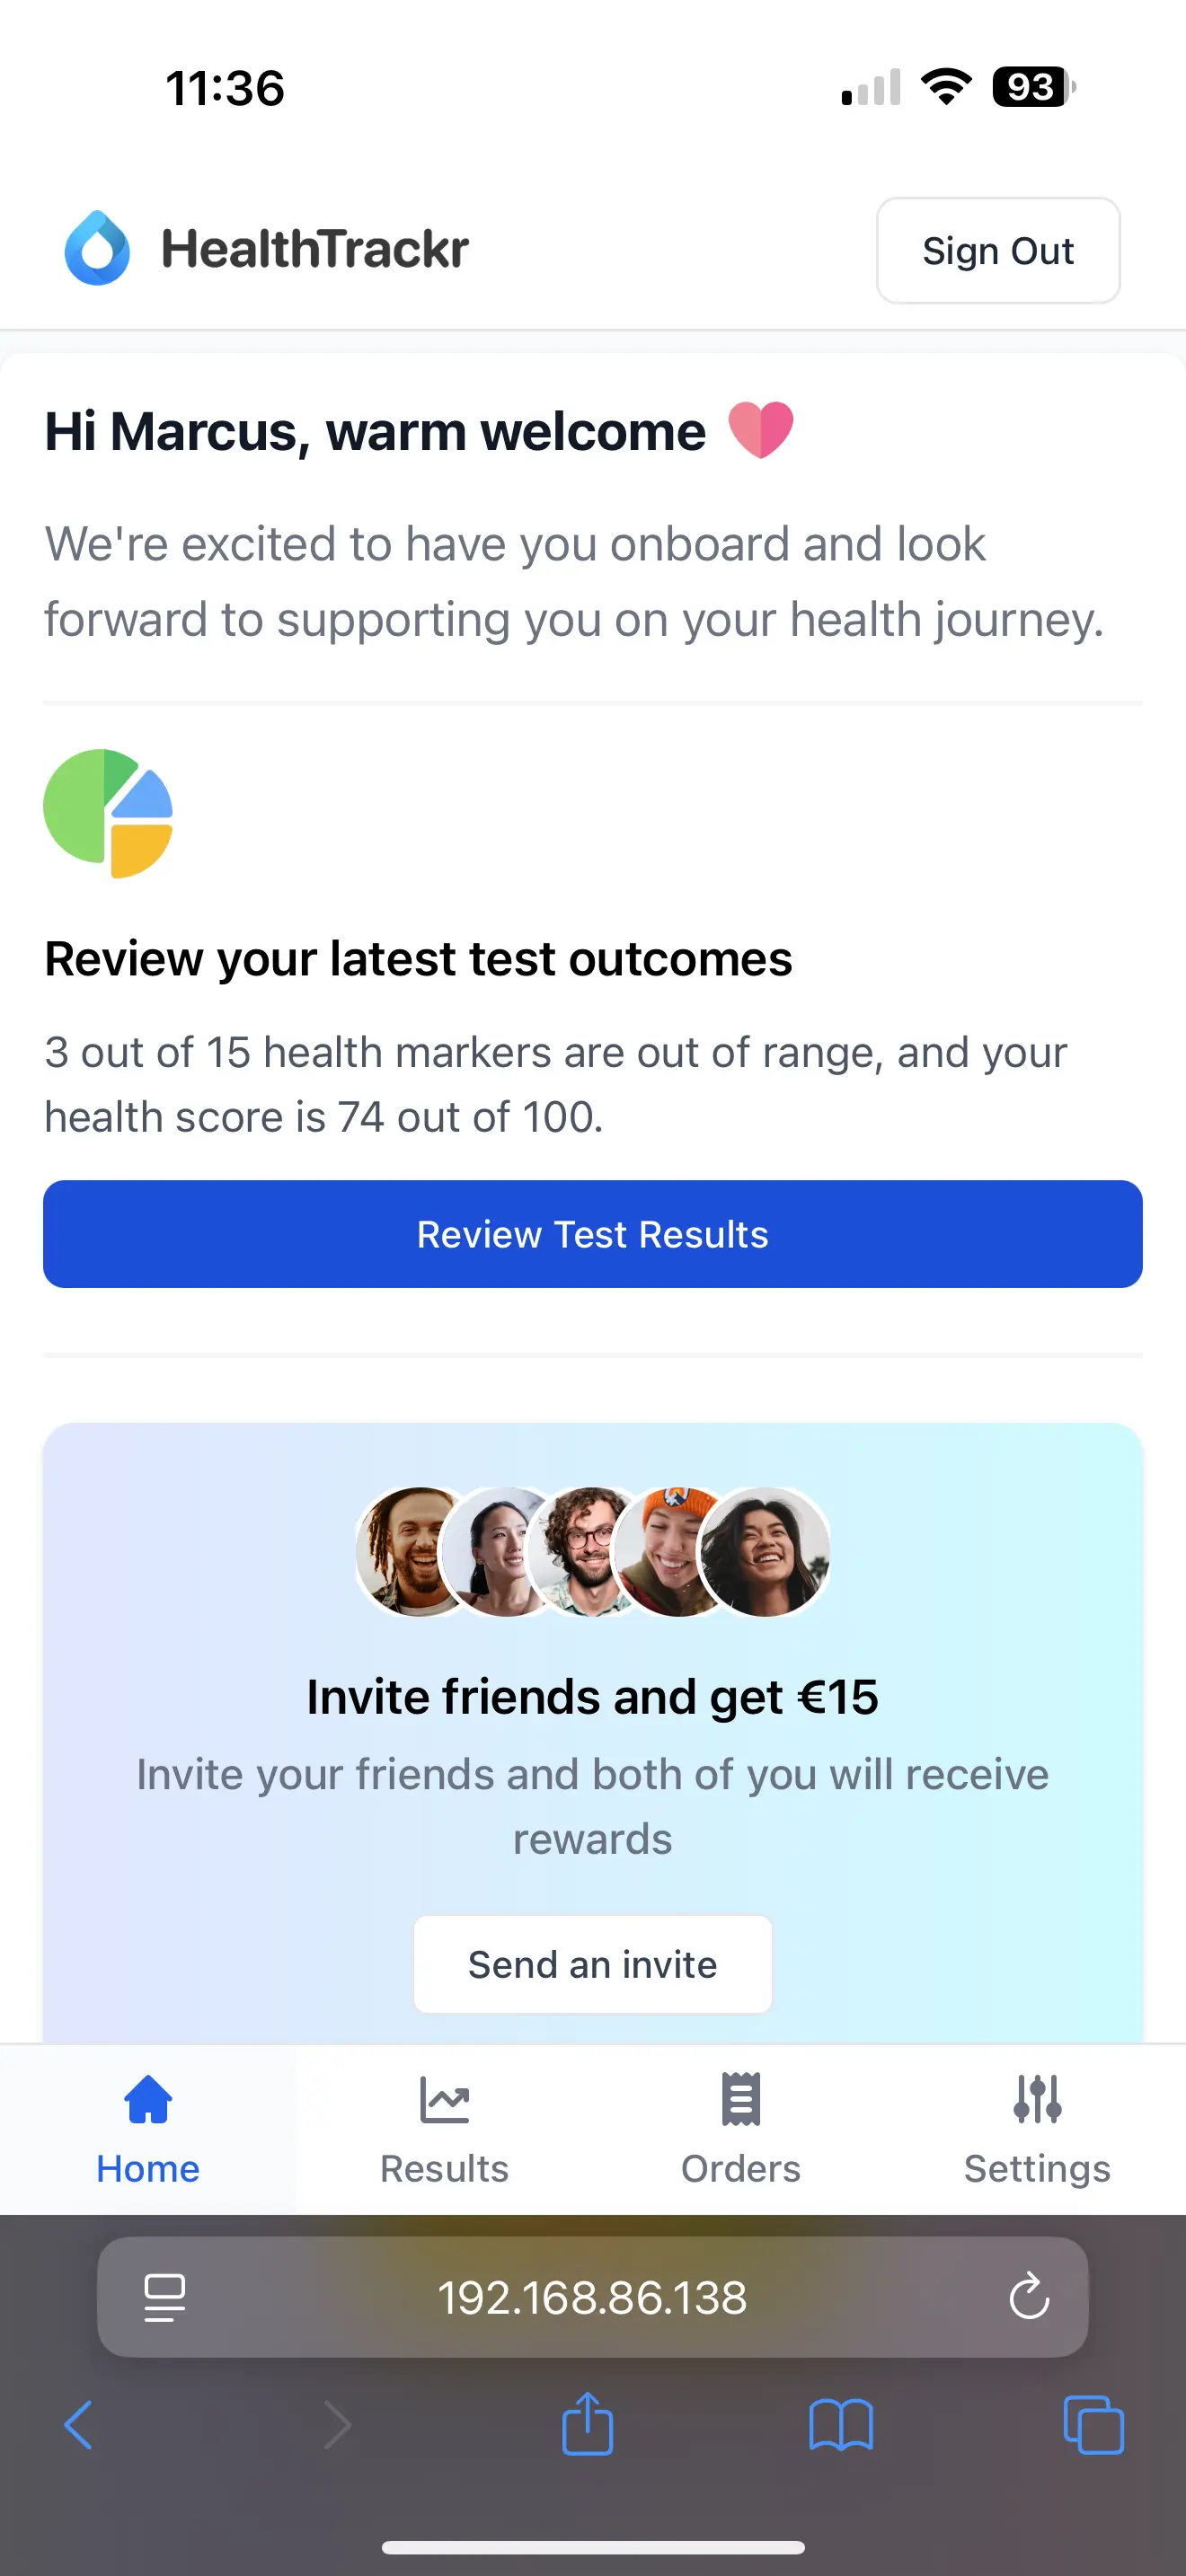 11:36
93
HealthTrackr
Sign Out
Hi Marcus, warm welcome
We're excited to have you onboard and look
forward to supporting you on your health journey.
Review your latest test outcomes
3 out of 15 health markers are out of range, and your
health score is 74 out of 100.
Review Test Results
Invite friends and get €15
Invite your friends and both of you will receive
rewards
Send an invite
Home
Results
Orders
Settings
192.168.86.138